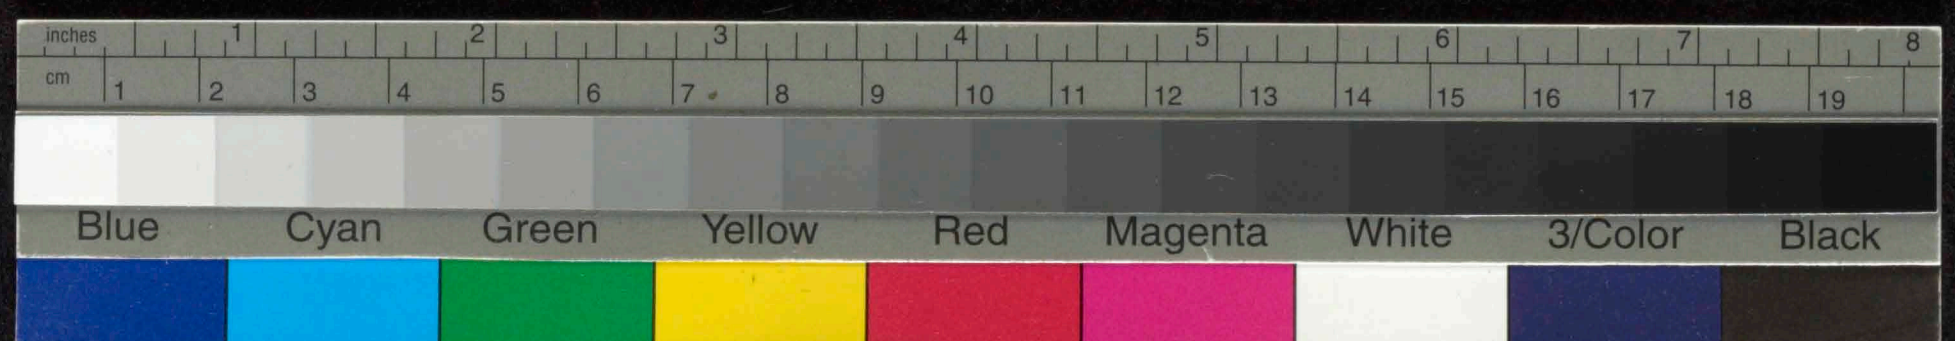 inches 1 2 3 4 5 6 7 8
cm 1 2 3 4 5 6 7 8 9 10 11 12 13 14 15 16 17 18 19
Blue Cyan Green Yellow Red Magenta White 3/Color Black